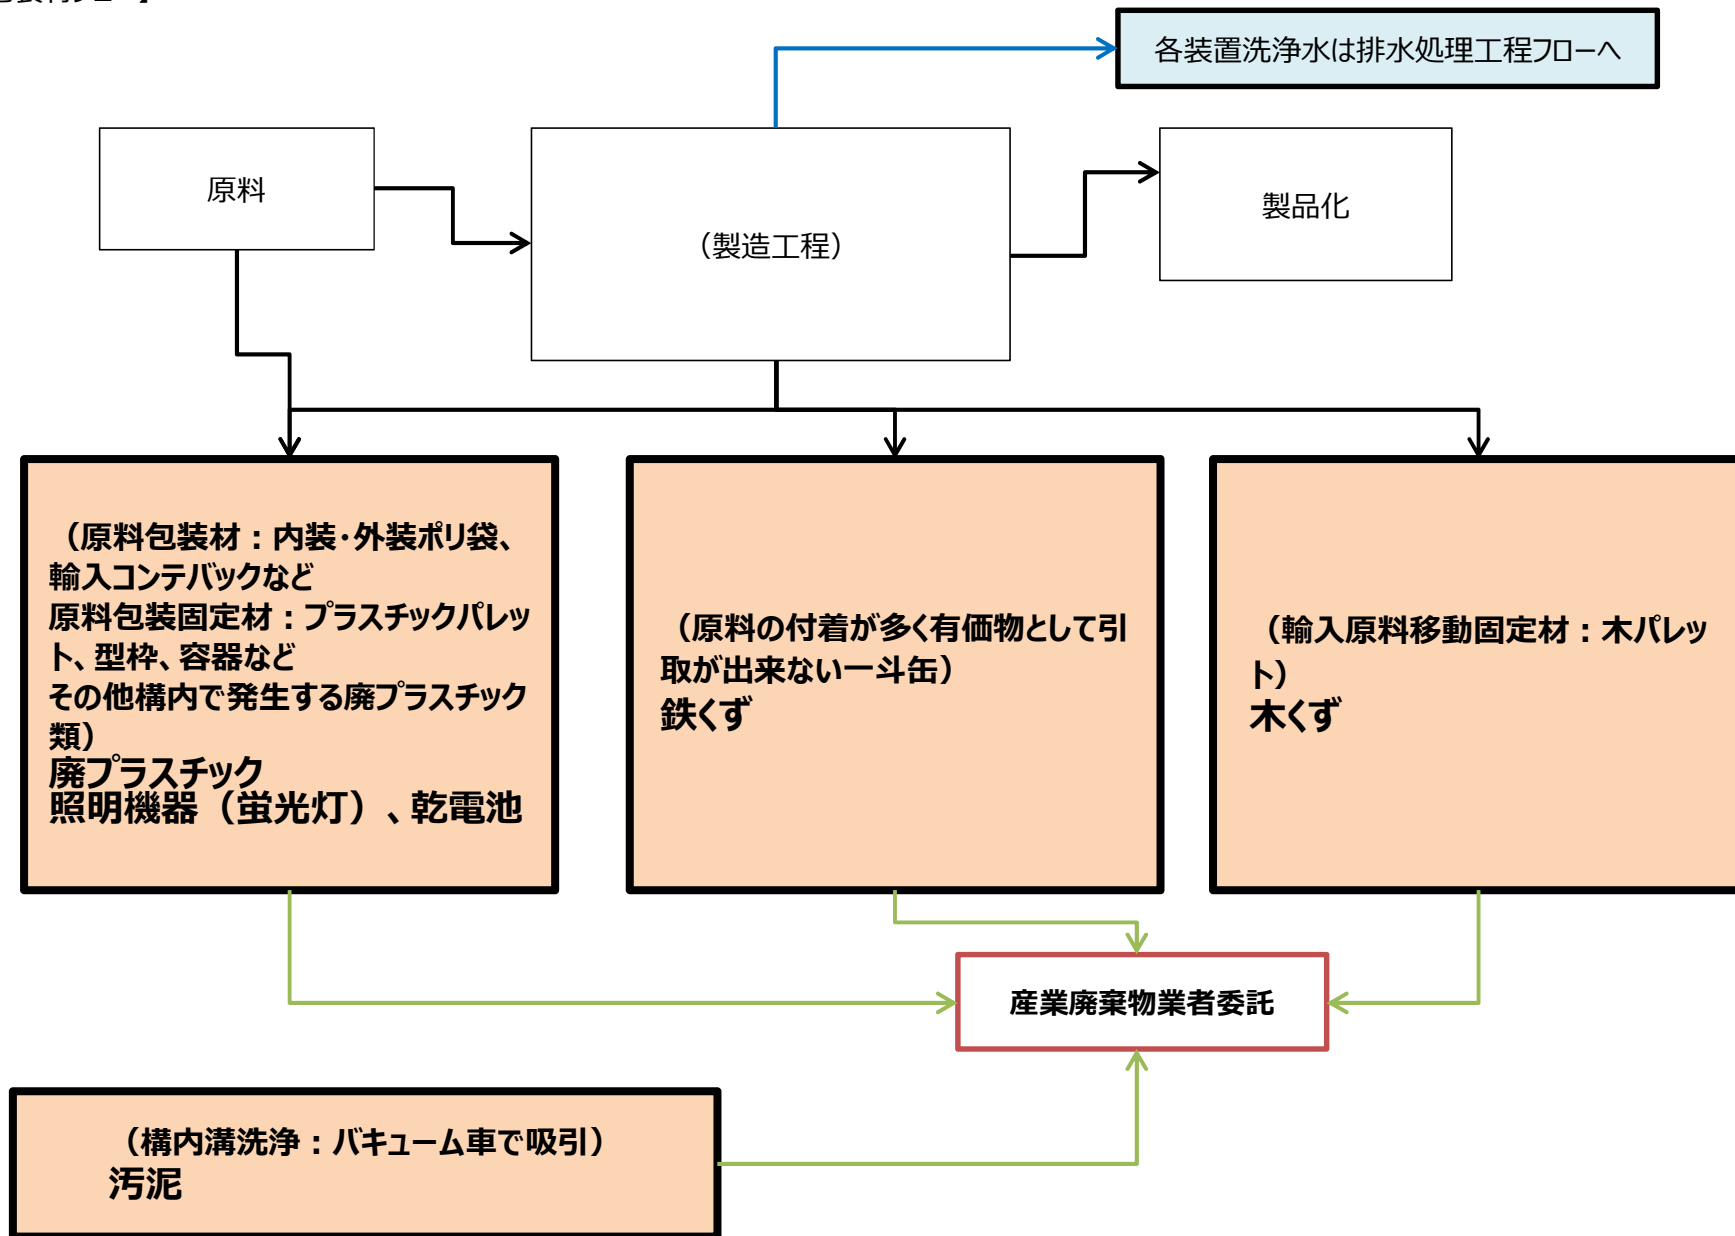 各装置洗浄水は排水処理工程フローへ
原料
（製造工程）
製品化
（原料包装材：内装・外装ポリ袋、
輸入コンテバックなど
原料包装固定材：プラスチックパレッ
ト、型枠、容器など
その他構内で発生する廃プラスチック
類）
廃プラスチック
照明機器（蛍光灯）、乾電池
（原料の付着が多く有価物として引
取が出来ない一斗缶）
鉄くず
（輸入原料移動固定材：木パレッ
ト）
木くず
産業廃棄物業者委託
（構内溝洗浄：バキューム車で吸引）
汚泥